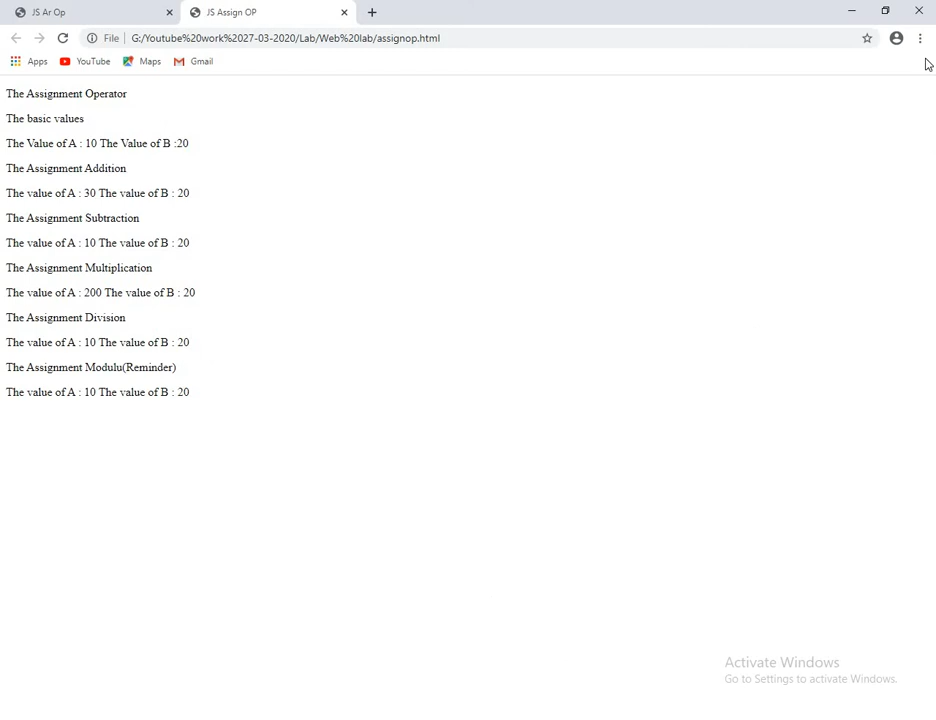 JS Ar Op
JS Assign OP
File
G:/Youtube%20work%2027-03-2020/Lab/Web%20lab/assignop.html
Apps
YouTube
Maps
Gmail
The Assignment Operator
The basic values
The Value of A : 10 The Value of B :20
The Assignment Addition
The value of A : 30 The value of B : 20
The Assignment Subtraction
The value of A : 10 The value of B : 20
The Assignment Multiplication
The value of A : 200 The value of B : 20
The Assignment Division
The value of A : 10 The value of B : 20
The Assignment Modulu(Reminder)
The value of A : 10 The value of B : 20
Activate Windows
Go to Settings to activate Windows.